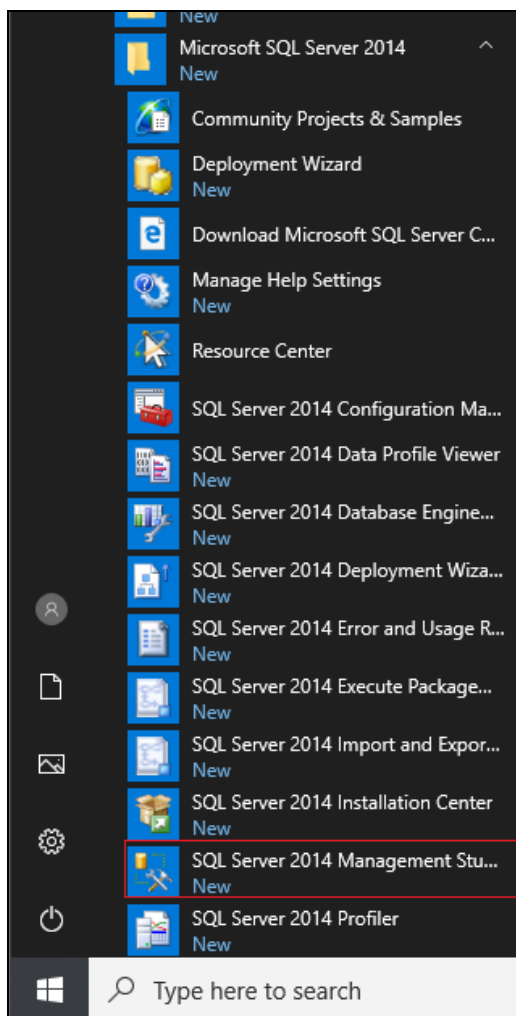 New
Microsoft SQL Server 2014
New
Community Projects & Samples
Deployment Wizard
New
Download Microsoft SQL Server C...
Manage Help Settings
New
Resource Center
SQL Server 2014 Configuration Ma...
SQL Server 2014 Data Profile Viewer
New
SQL Server 2014 Database Engine...
New
SQL Server 2014 Deployment Wiza...
New
SQL Server 2014 Error and Usage R...
New
SQL Server 2014 Execute Package...
New
SQL Server 2014 Import and Expor...
New
SQL Server 2014 Installation Center
New
SQL Server 2014 Management Stu...
New
SQL Server 2014 Profiler
New
Type here to search